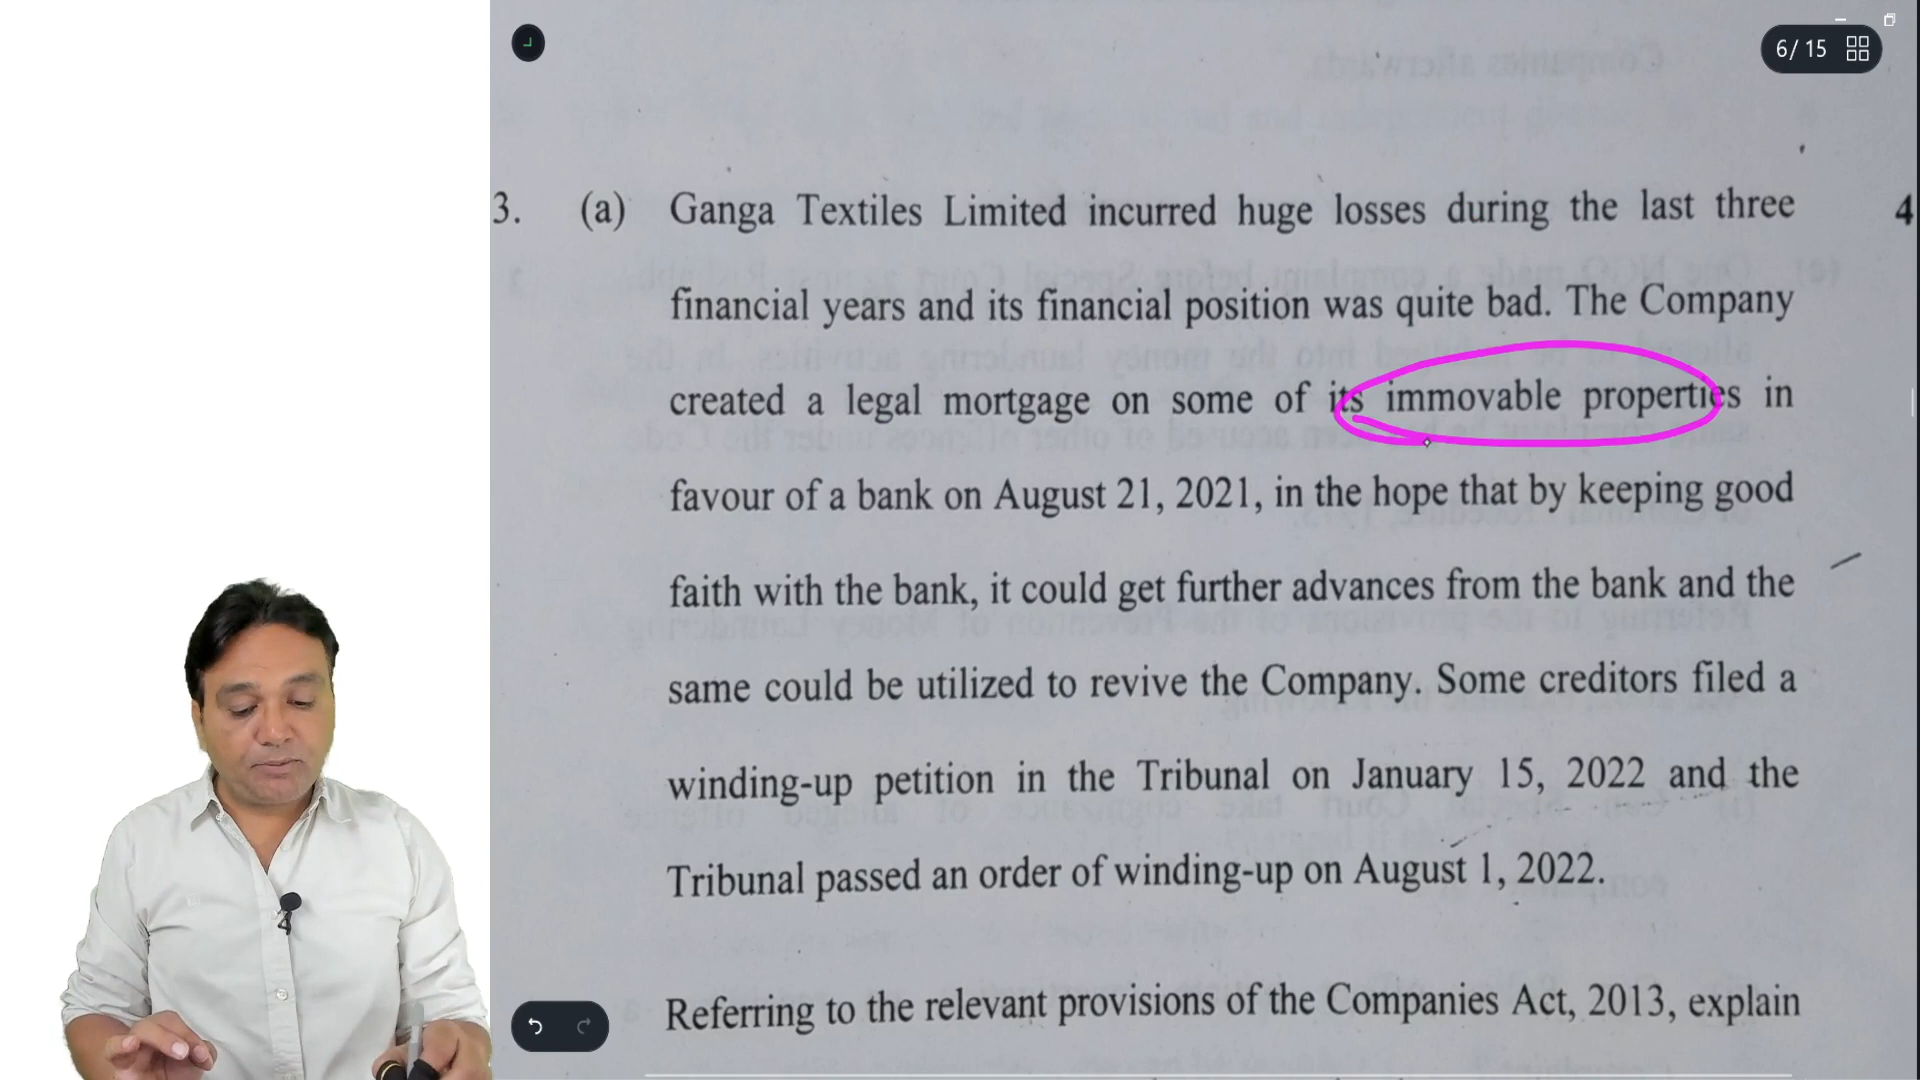 6/ 15
3. (a) Ganga Textiles Limited incurred huge losses during the last three 4
financial years and its financial position was quite bad. The Company
created a legal mortgage on some of its immovable properties in
favour of a bank on August 21, 2021, in the hope that by keeping good
faith with the bank, it could get further advances from the bank and the
same could be utilized to revive the Company. Some creditors filed a
winding-up petition in the Tribunal on January 15, 2022 and the
Tribunal passed an order of winding-up on August 1, 2022.
Referring to the relevant provisions of the Companies Act, 2013, explain